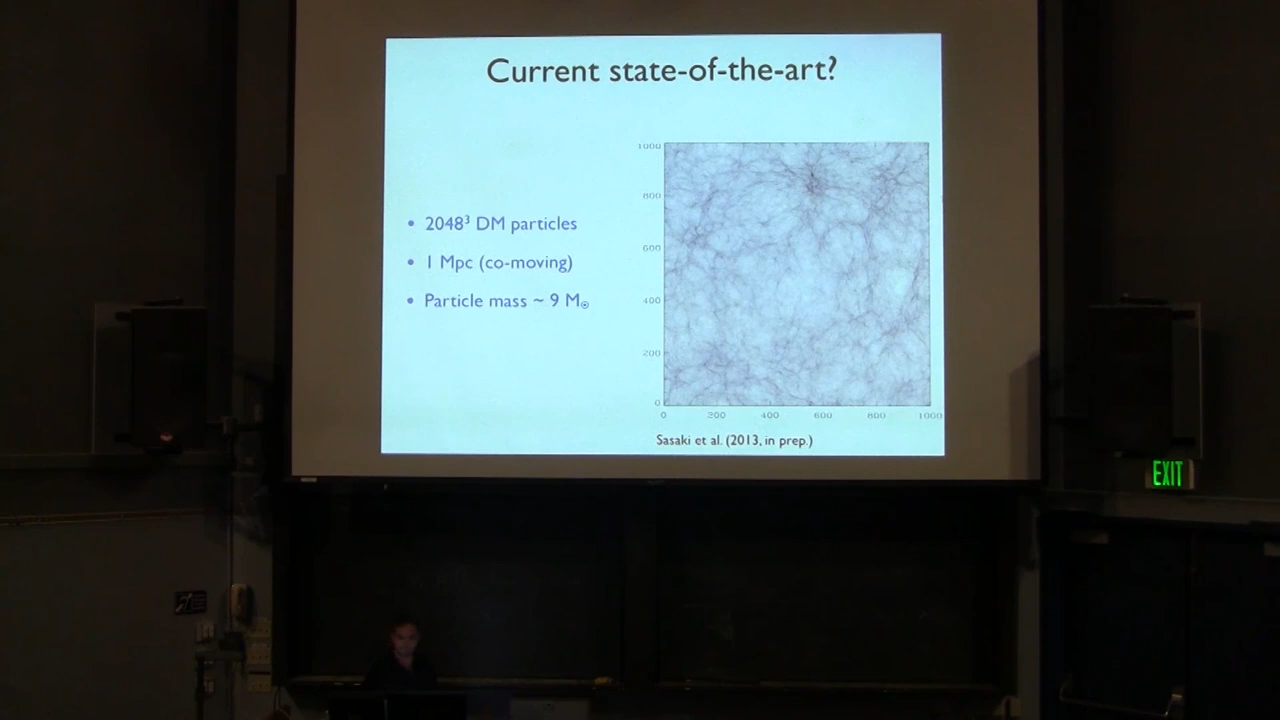 Current state-of-the-art?
• 2048³ DM particles
• 1 Mpc (co-moving)
• Particle mass ~ 9 M☉
1000
800
600
400
200
0
0 200 400 600 800 1000
Sasaki et al. (2013, in prep.)
EXIT